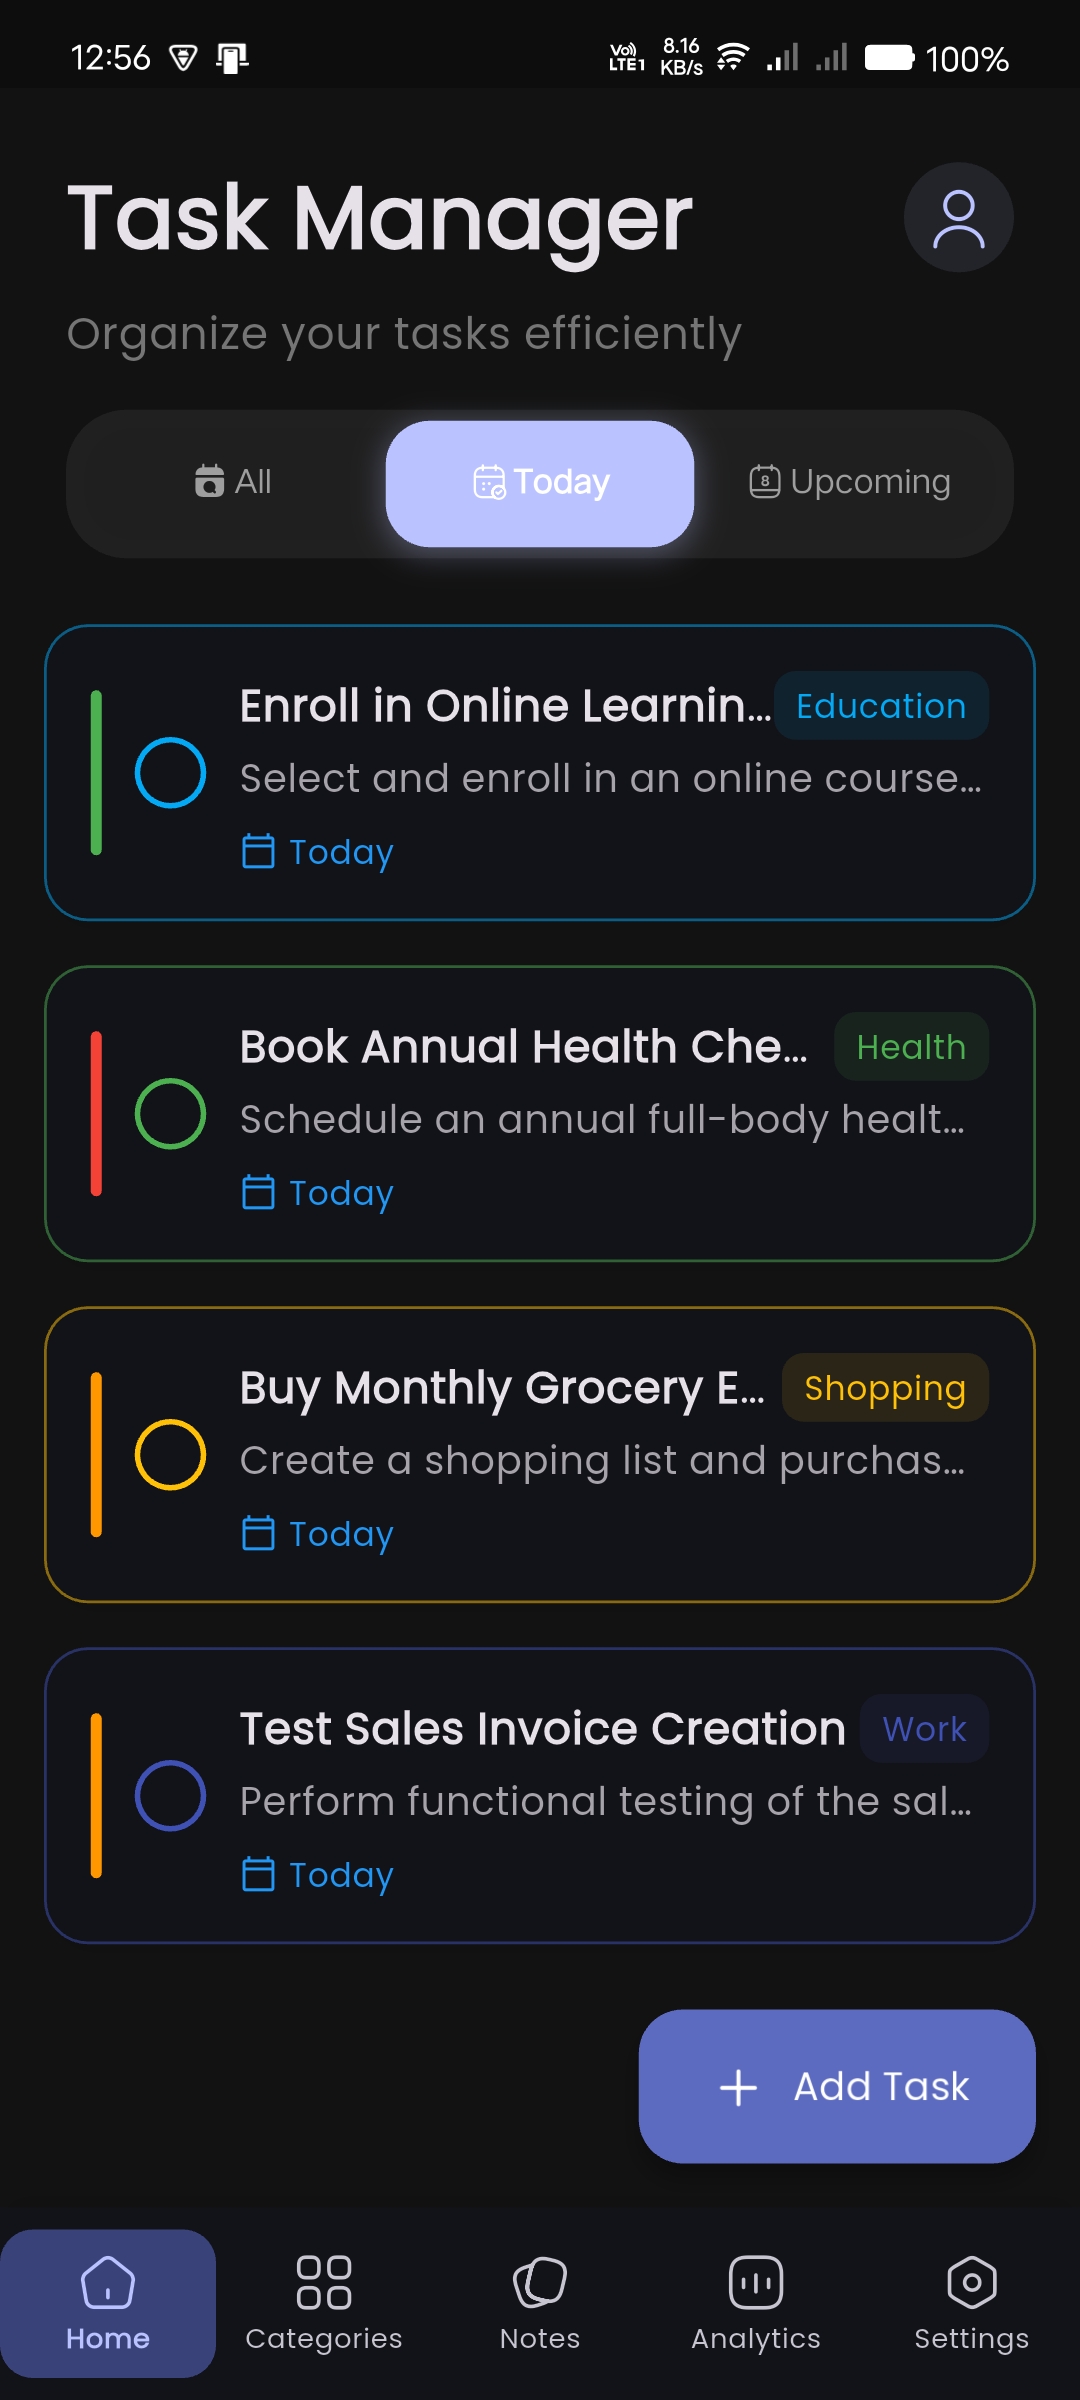 12:56 Vo)) LTE1 8.16 KB/s 100%
Task Manager
Organize your tasks efficiently
All Today 8 Upcoming
Enroll in Online Learnin... Education
Select and enroll in an online course...
Today
Book Annual Health Che... Health
Schedule an annual full-body healt...
Today
Buy Monthly Grocery E... Shopping
Create a shopping list and purchas...
Today
Test Sales Invoice Creation Work
Perform functional testing of the sal...
Today
+ Add Task
Home Categories Notes Analytics Settings